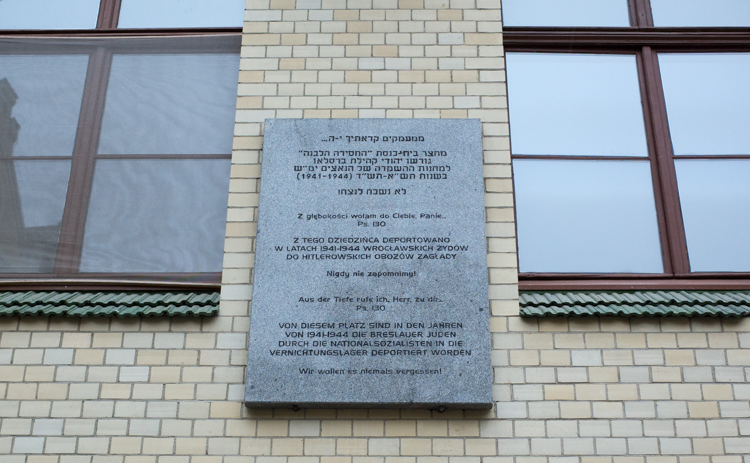 ממעמקים קראתיך י-ה...
מחצר בית-כנסת "החסידה הלבנה"
גורשו יהודי קהילת ברסלאו
למחנות ההשמדה של הנאצים ימ"ש
בשנות תש"א-תש"ד (1941-1944)
לא נשכח לנצח!
Z głębokości wołam do Ciebie, Panie...
Ps. 130
Z TEGO DZIEDZIŃCA DEPORTOWANO
W LATACH 1941-1944 WROCŁAWSKICH ŻYDÓW
DO HITLEROWSKICH OBOZÓW ZAGŁADY
Nigdy nie zapomnimy!
Aus der Tiefe rufe ich, Herr, zu dir...
Ps. 130
VON DIESEM PLATZ SIND IN DEN JAHREN
VON 1941-1944 DIE BRESLAUER JUDEN
DURCH DIE NATIONALSOZIALISTEN IN DIE
VERNICHTUNGSLAGER DEPORTIERT WORDEN
Wir wollen es niemals vergessen!